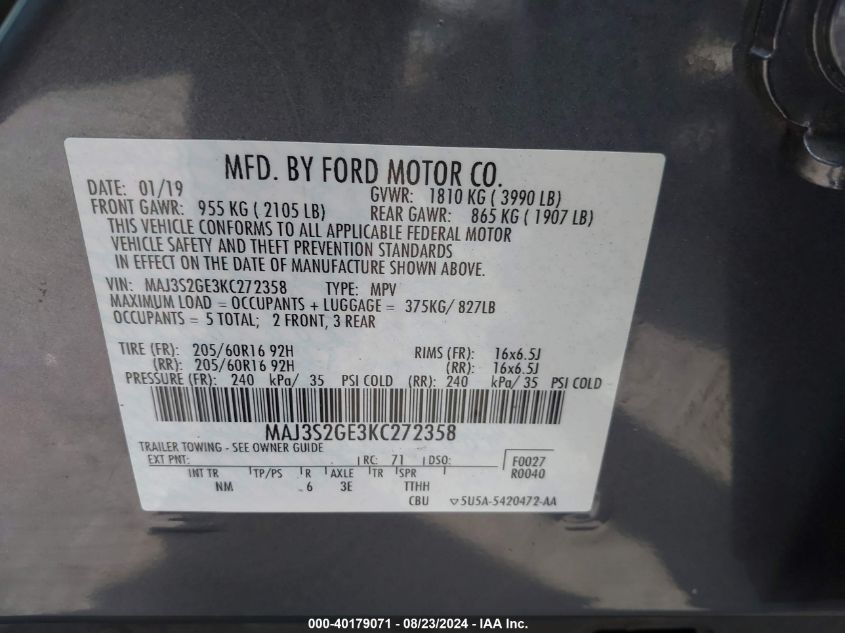 MFD. BY FORD MOTOR CO.
DATE: 01/19 GVWR: 1810 KG ( 3990 LB)
FRONT GAWR: 955 KG ( 2105 LB) REAR GAWR: 865 KG ( 1907 LB)
THIS VEHICLE CONFORMS TO ALL APPLICABLE FEDERAL MOTOR
VEHICLE SAFETY AND THEFT PREVENTION STANDARDS
IN EFFECT ON THE DATE OF MANUFACTURE SHOWN ABOVE.
VIN: MAJ3S2GE3KC272358 TYPE: MPV
MAXIMUM LOAD = OCCUPANTS + LUGGAGE = 375KG/ 827LB
OCCUPANTS = 5 TOTAL; 2 FRONT, 3 REAR
TIRE (FR): 205/60R16 92H RIMS (FR): 16x6.5J
(RR): 205/60R16 92H (RR): 16x6.5J
PRESSURE (FR): 240 kPa/ 35 PSI COLD (RR): 240 kPa/ 35 PSI COLD
MAJ3S2GE3KC272358
TRAILER TOWING - SEE OWNER GUIDE
EXT PNT: RC: 71 DSO: F0027
INT TR TP/PS R AXLE TR SPR R0040
NM 6 3E TTHH
CBU 5U5A-5420472-AA
000-40179071 - 08/23/2024 - IAA Inc.